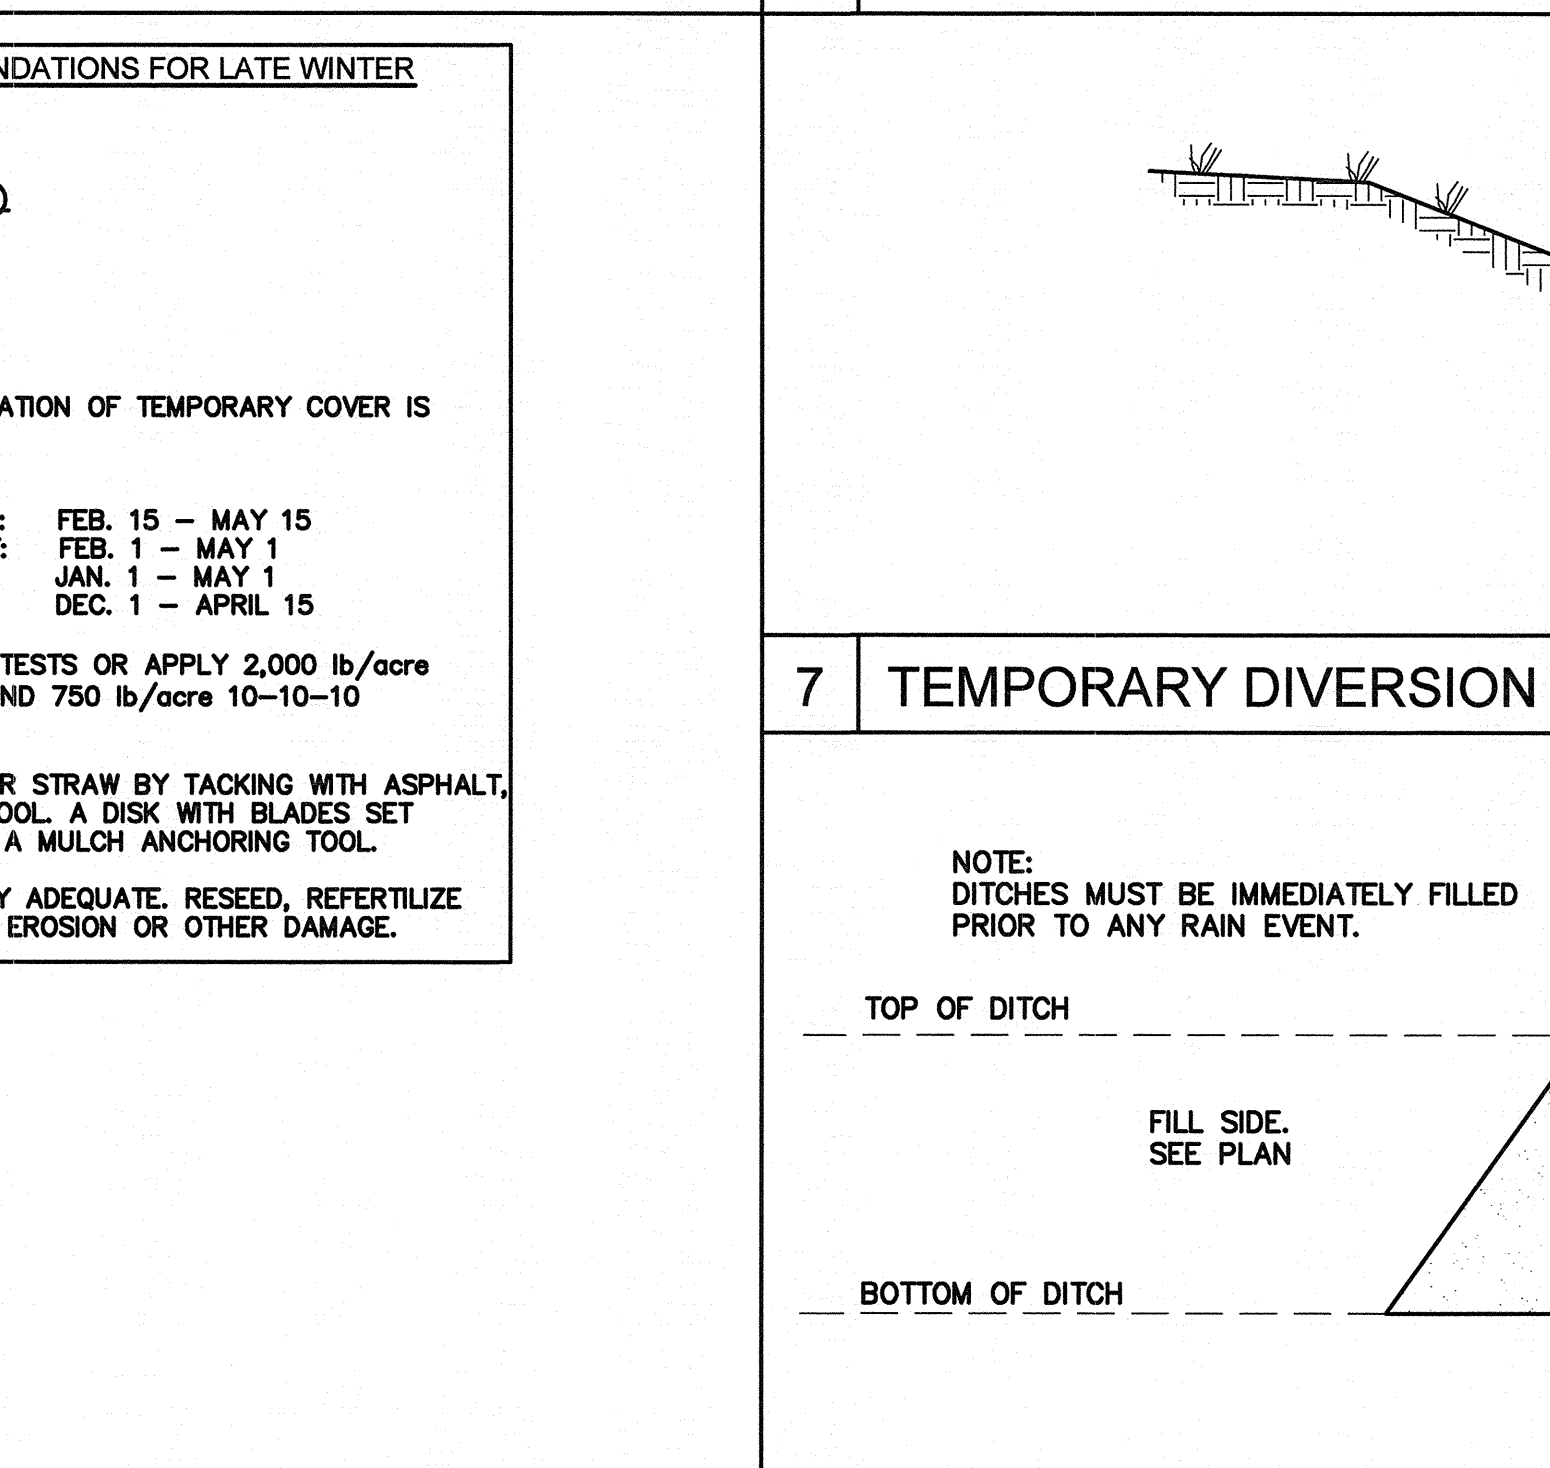 NDATIONS FOR LATE WINTER
ATION OF TEMPORARY COVER IS
: FEB. 15 – MAY 15
: FEB. 1 – MAY 1
JAN. 1 – MAY 1
DEC. 1 – APRIL 15
TESTS OR APPLY 2,000 lb/acre
ND 750 lb/acre 10–10–10
R STRAW BY TACKING WITH ASPHALT,
OOL. A DISK WITH BLADES SET
A MULCH ANCHORING TOOL.
Y ADEQUATE. RESEED, REFERTILIZE
EROSION OR OTHER DAMAGE.
7 TEMPORARY DIVERSION
NOTE:
DITCHES MUST BE IMMEDIATELY FILLED
PRIOR TO ANY RAIN EVENT.
TOP OF DITCH
FILL SIDE.
SEE PLAN
BOTTOM OF DITCH